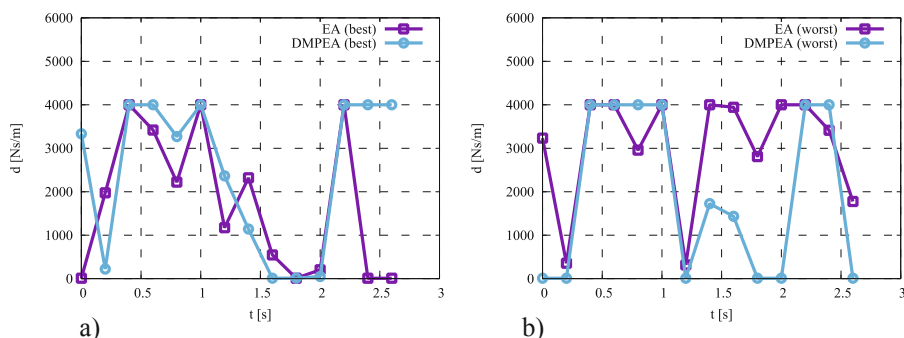 6000
5000
4000
3000
2000
1000
0
d [Ns/m]
EA (best)
DMPEA (best)
0 0.5 1 1.5 2 2.5 3
t [s]
a)
6000
5000
4000
3000
2000
1000
0
d [Ns/m]
EA (worst)
DMPEA (worst)
0 0.5 1 1.5 2 2.5 3
t [s]
b)